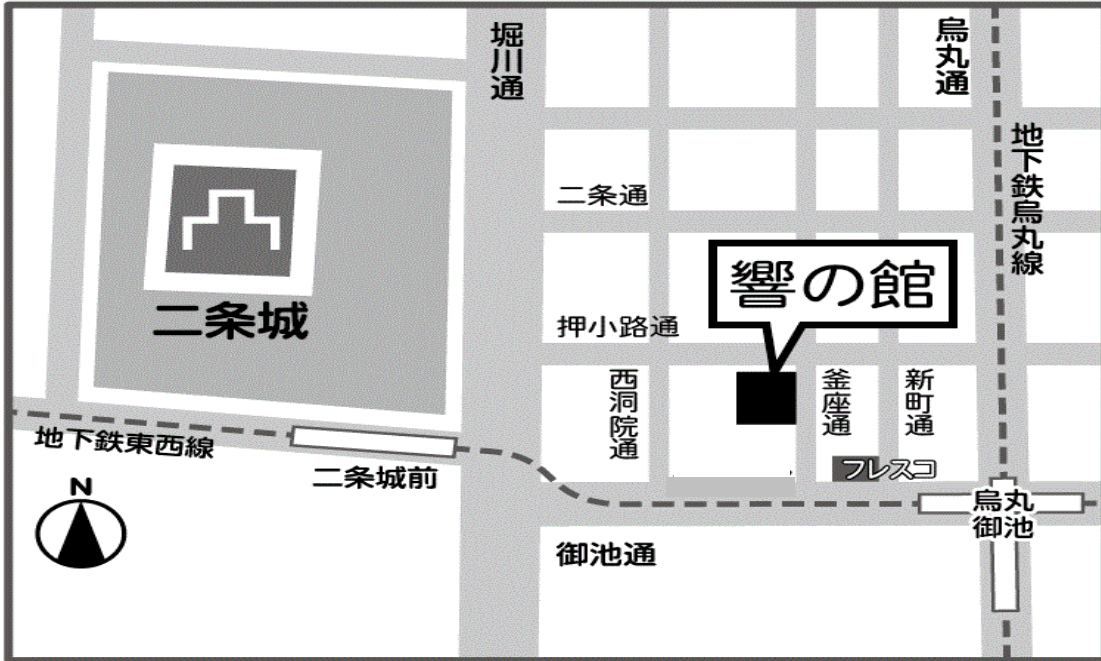 堀川通
烏丸通
地下鉄烏丸線
二条通
響の館
二条城
押小路通
西洞院通
釜座通
新町通
地下鉄東西線
二条城前
フレスコ
N
烏丸
御池
御池通